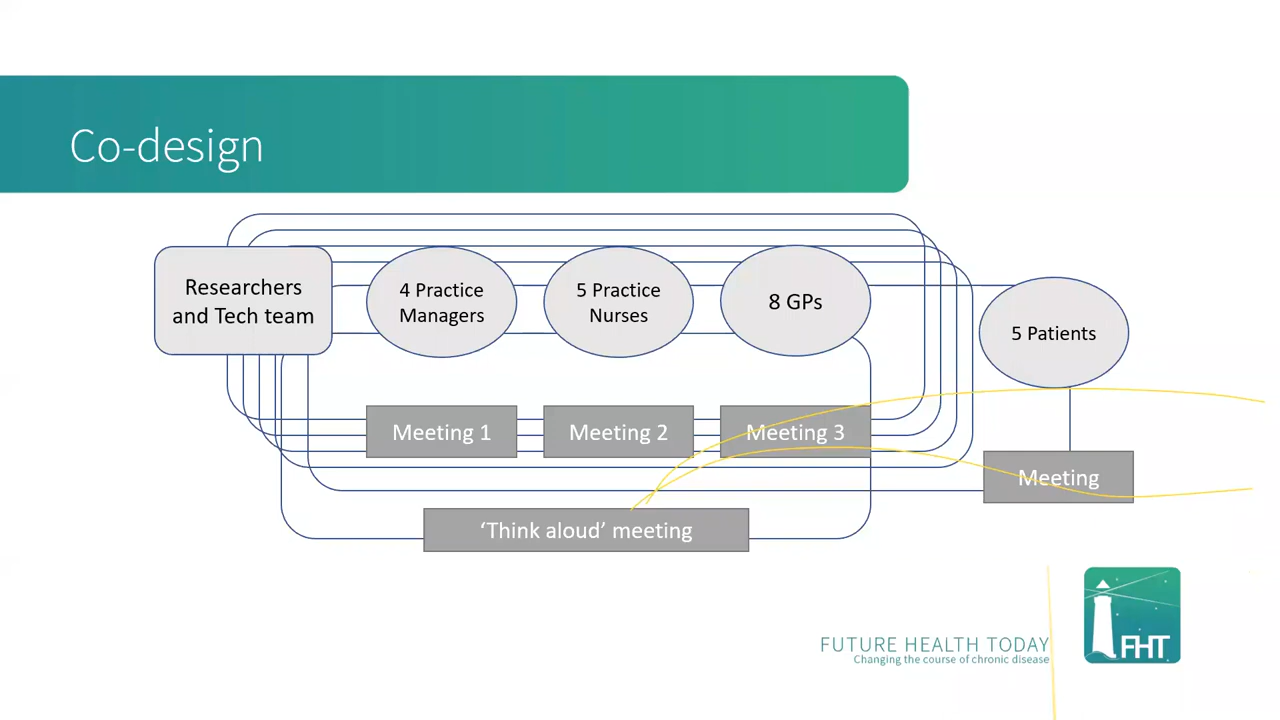 Co-design
Researchers
and Tech team
4 Practice
Managers
5 Practice
Nurses
8 GPs
5 Patients
Meeting 1
Meeting 2
Meeting 3
Meeting
‘Think aloud’ meeting
FUTURE HEALTH TODAY
Changing the course of chronic disease
FHT